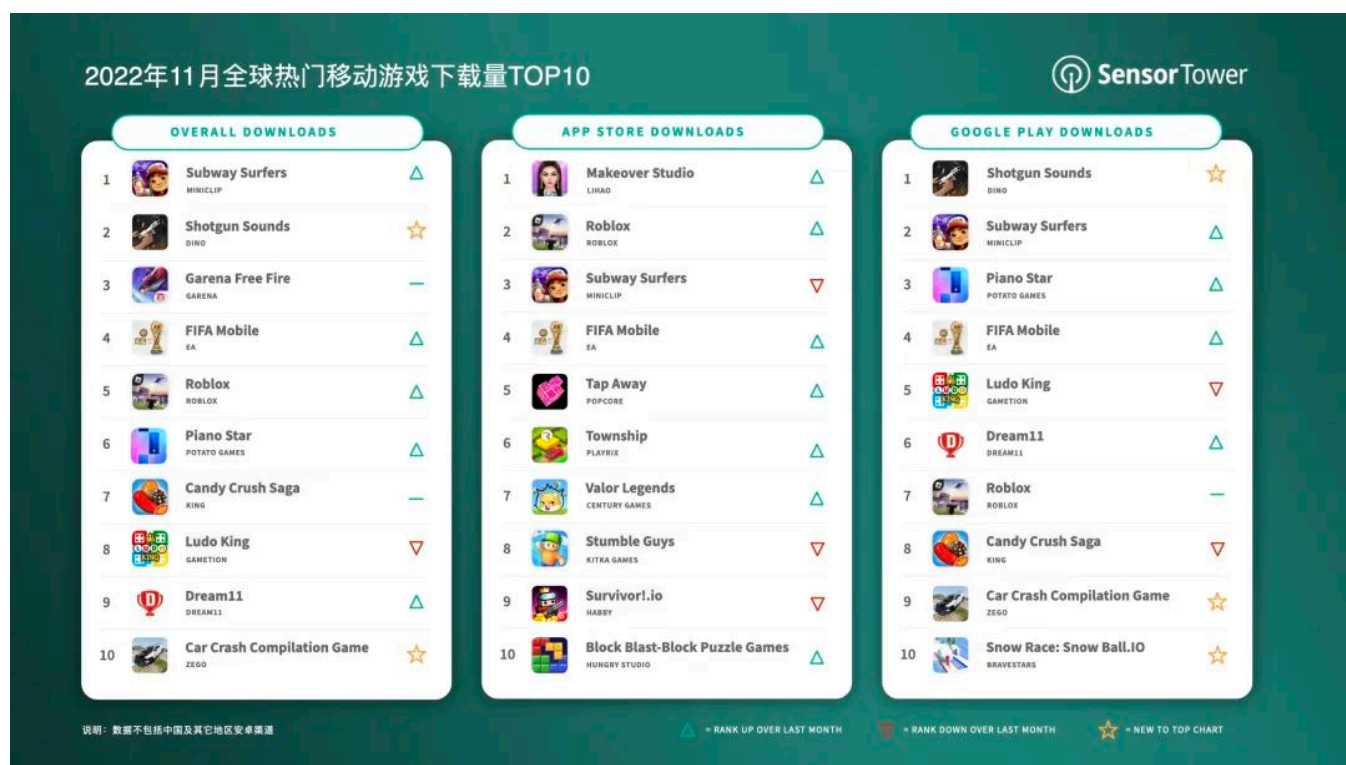 2022年11月全球热门移动游戏下载量TOP10
SensorTower
OVERALL DOWNLOADS
1
Subway Surfers
MINICLIP
2
Shotgun Sounds
DINO
3
Garena Free Fire
GARENA
4
FIFA Mobile
EA
5
Roblox
ROBLOX
6
Piano Star
POTATO GAMES
7
Candy Crush Saga
KING
8
Ludo King
GAMETION
9
Dream11
DREAM11
10
Car Crash Compilation Game
ZEGO
APP STORE DOWNLOADS
1
Makeover Studio
LIHAO
2
Roblox
ROBLOX
3
Subway Surfers
MINICLIP
4
FIFA Mobile
EA
5
Tap Away
POPCORE
6
Township
PLAYRIX
7
Valor Legends
CENTURY GAMES
8
Stumble Guys
KITKA GAMES
9
Survivor!.io
HABBY
10
Block Blast-Block Puzzle Games
HUNGRY STUDIO
GOOGLE PLAY DOWNLOADS
1
Shotgun Sounds
DINO
2
Subway Surfers
MINICLIP
3
Piano Star
POTATO GAMES
4
FIFA Mobile
EA
5
Ludo King
GAMETION
6
Dream11
DREAM11
7
Roblox
ROBLOX
8
Candy Crush Saga
KING
9
Car Crash Compilation Game
ZEGO
10
Snow Race: Snow Ball.IO
BRAVESTARS
说明：数据不包括中国及其它地区安卓渠道
= RANK UP OVER LAST MONTH
= RANK DOWN OVER LAST MONTH
= NEW TO TOP CHART